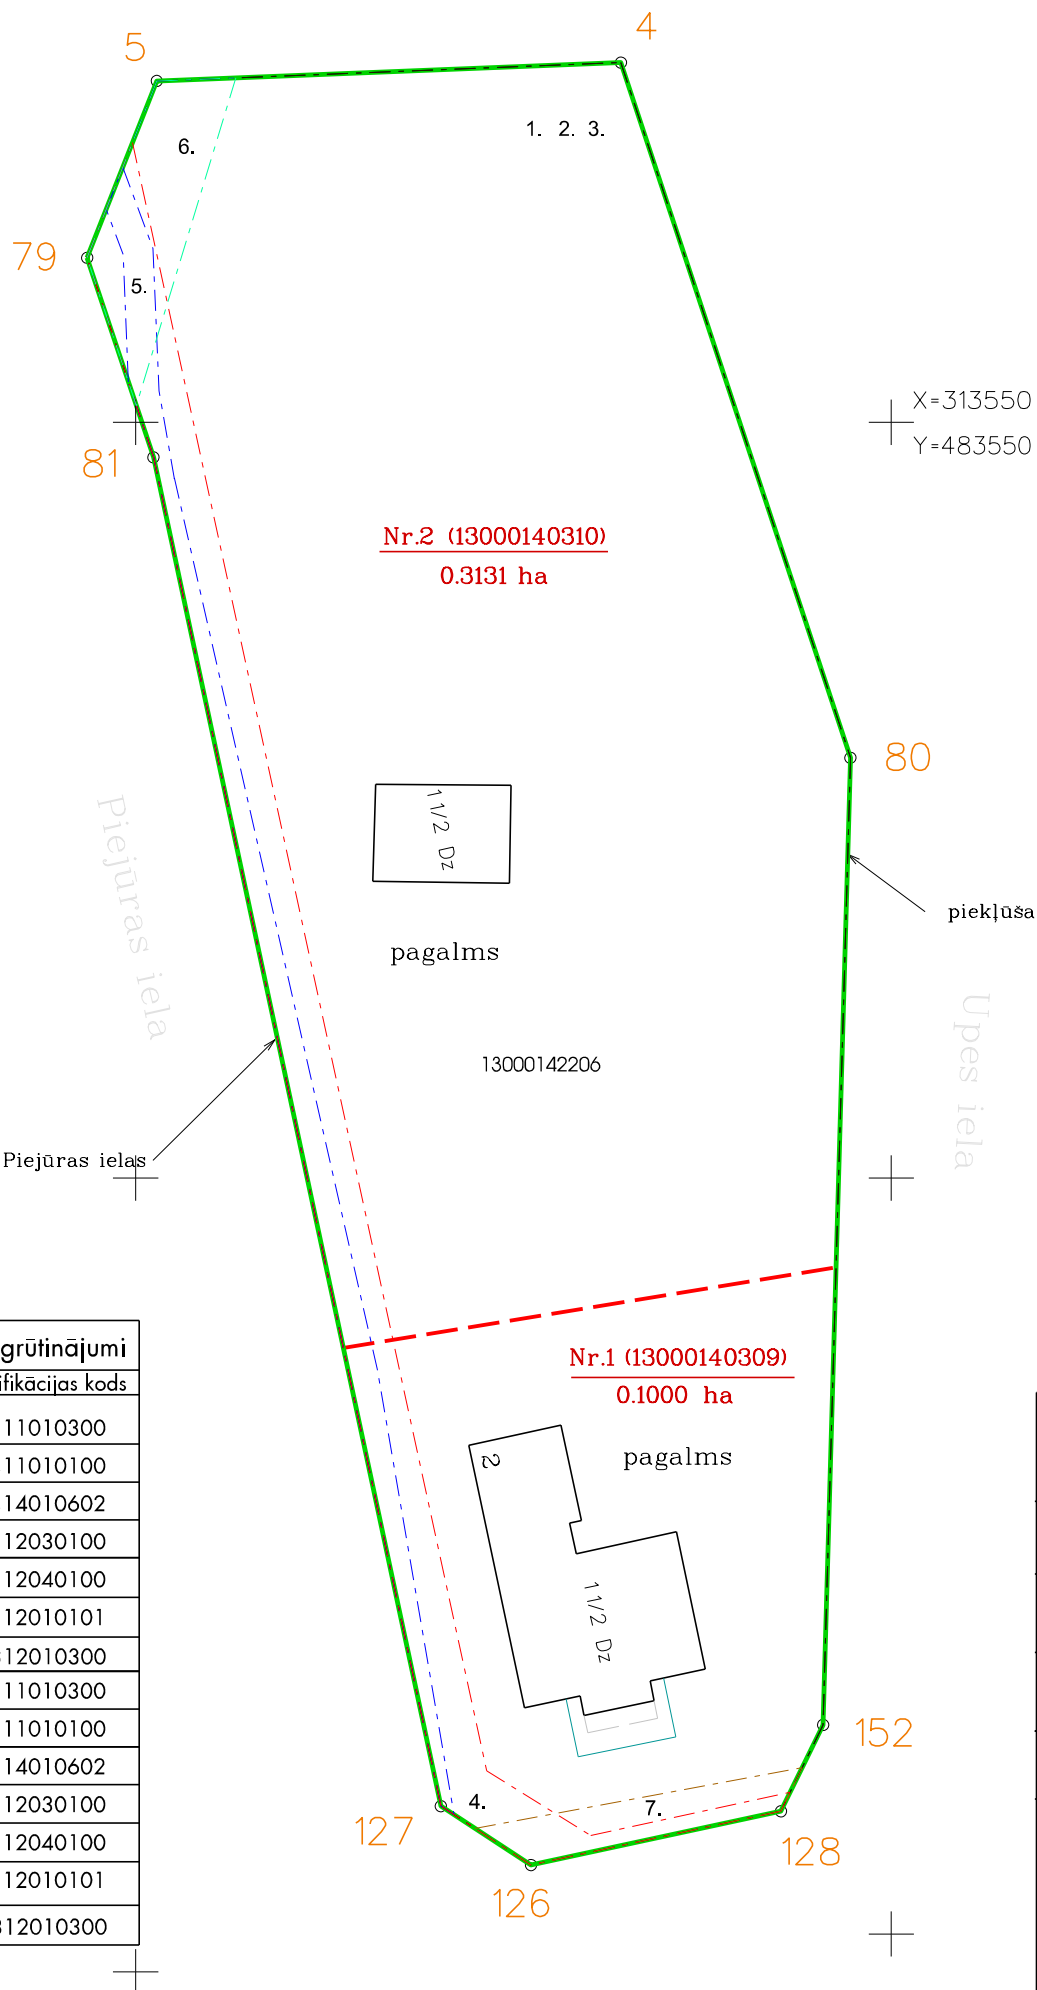 5
4
1. 2. 3.
6.
79
5.
X=313550
Y=483550
81
Nr.2 (13000140310)
0.3131 ha
80
1 1/2 Dz
piekļūša
pagalms
Piejūras iela
Upes iela
13000142206
Piejūras ielas
Nr.1 (13000140309)
0.1000 ha
pagalms
2
1 1/2 Dz
152
4.
7.
127
128
126
grūtinājumi
ifikācijas kods
11010300
11010100
14010602
12030100
12040100
12010101
12010300
11010300
11010100
14010602
12030100
12040100
12010101
312010300